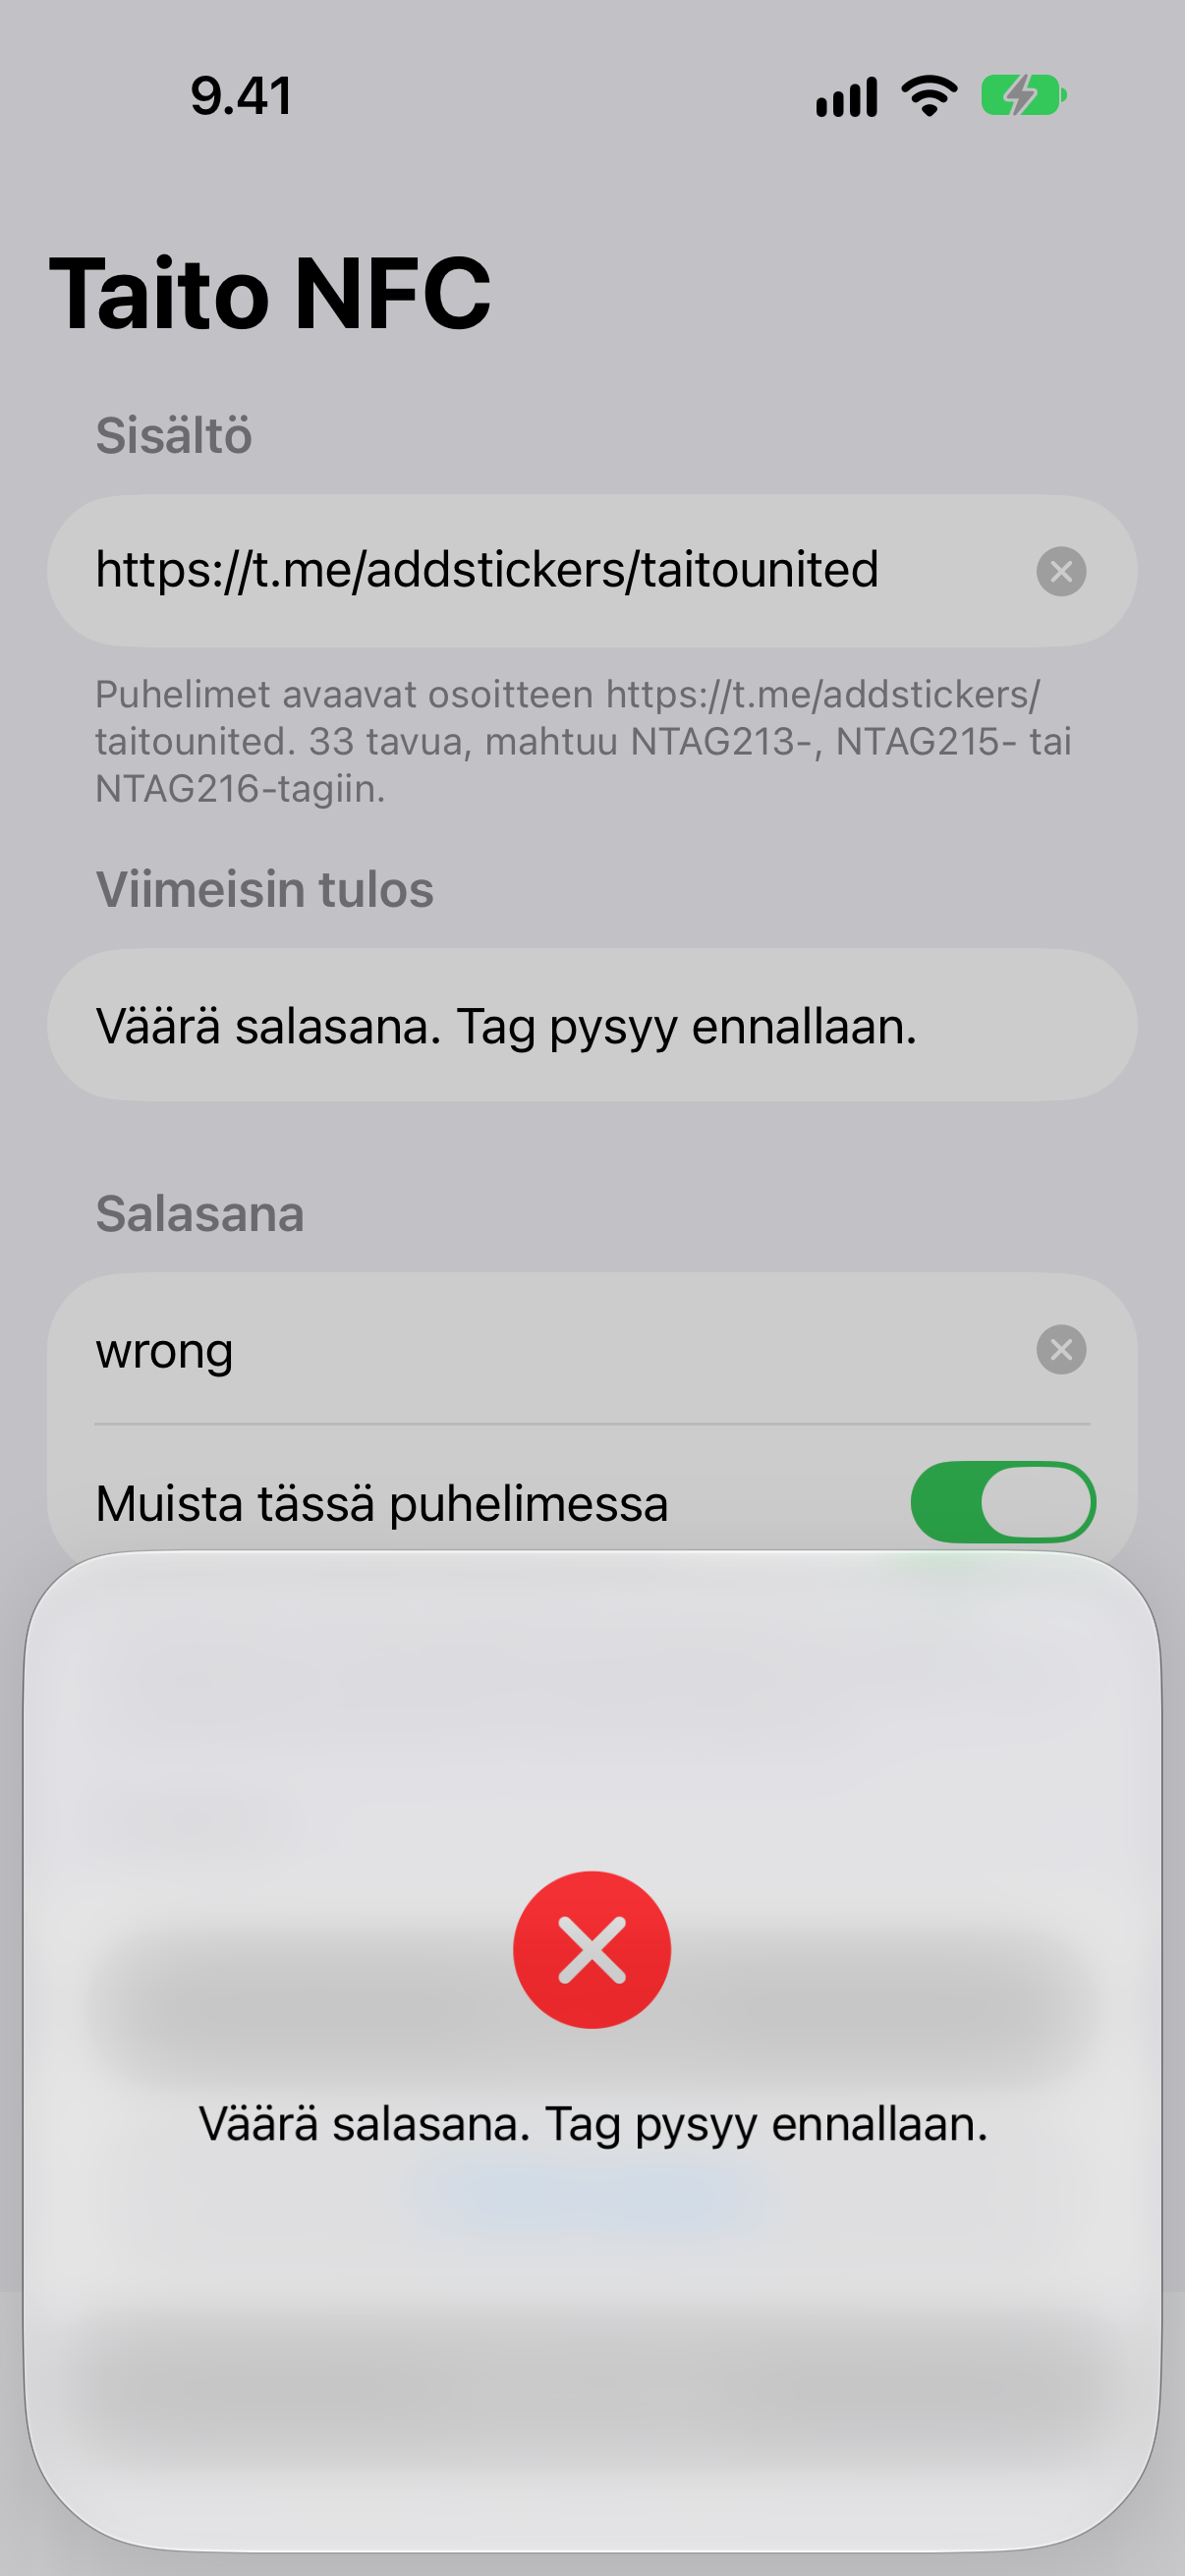 9.41
Taito NFC
Sisältö
https://t.me/addstickers/taitounited
Puhelimet avaavat osoitteen https://t.me/addstickers/
taitounited. 33 tavua, mahtuu NTAG213-, NTAG215- tai
NTAG216-tagiin.
Viimeisin tulos
Väärä salasana. Tag pysyy ennallaan.
Salasana
wrong
Muista tässä puhelimessa
Väärä salasana. Tag pysyy ennallaan.